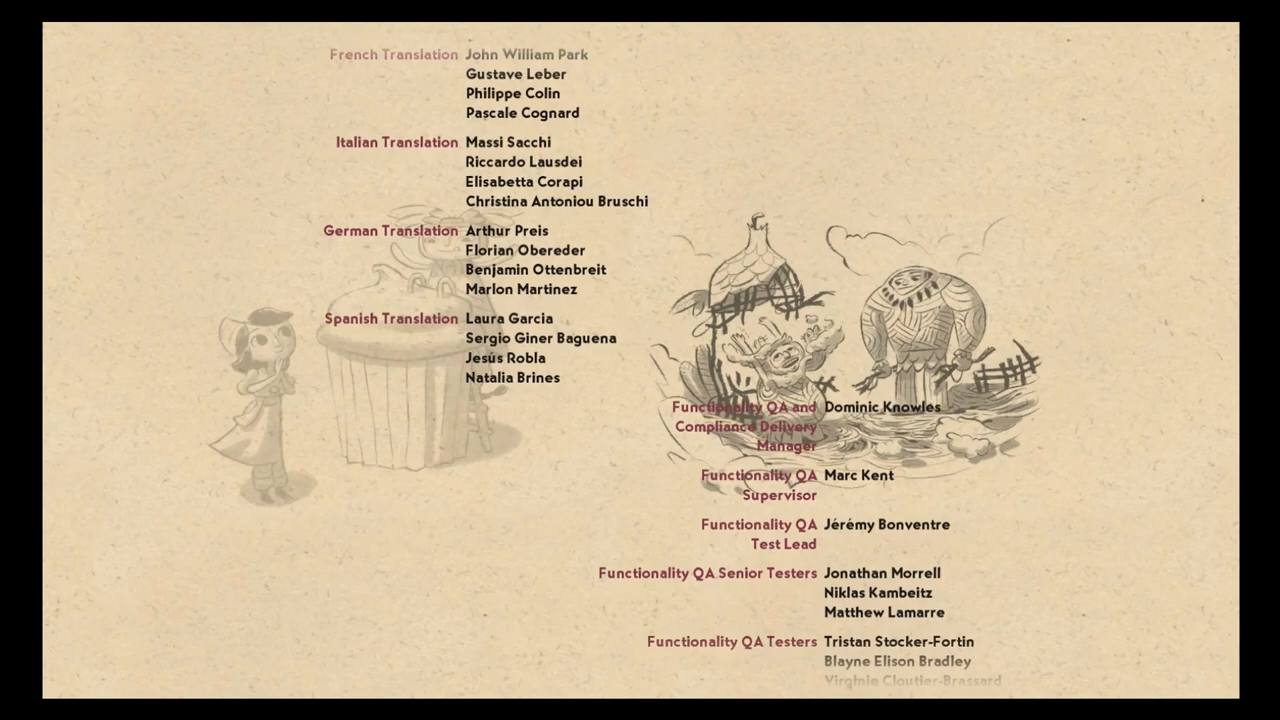 French Translation John William Park
Gustave Leber
Philippe Colin
Pascale Cognard
Italian Translation Massi Sacchi
Riccardo Lausdei
Elisabetta Corapi
Christina Antoniou Bruschi
German Translation Arthur Preis
Florian Obereder
Benjamin Ottenbreit
Marlon Martinez
Spanish Translation Laura Garcia
Sergio Giner Baguena
Jesús Robla
Natalia Brines
Functionality QA and Dominic Knowles
Compliance Delivery
Manager
Functionality QA Marc Kent
Supervisor
Functionality QA Jérémy Bonventre
Test Lead
Functionality QA Senior Testers Jonathan Morrell
Niklas Kambeitz
Matthew Lamarre
Functionality QA Testers Tristan Stocker-Fortin
Blayne Elison Bradley
Virginie Cloutier-Brassard